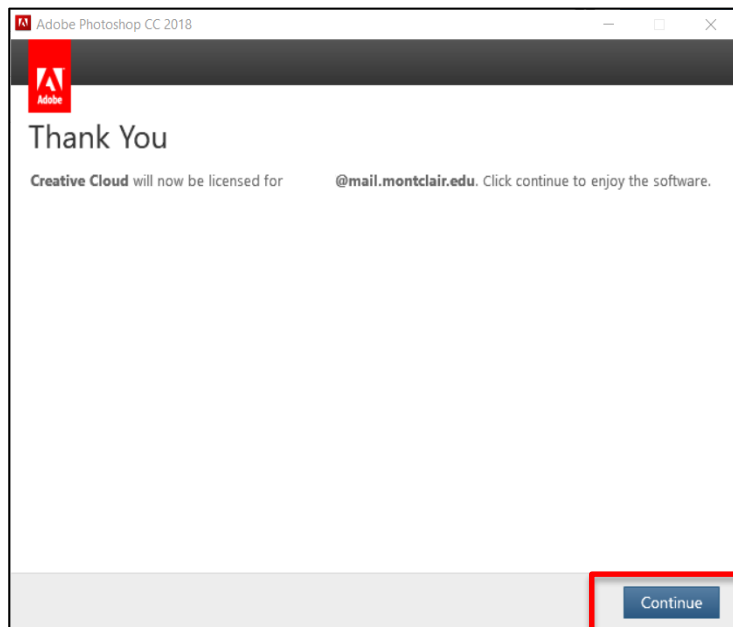 Adobe Photoshop CC 2018
Adobe
Thank You
Creative Cloud will now be licensed for @mail.montclair.edu. Click continue to enjoy the software.
Continue